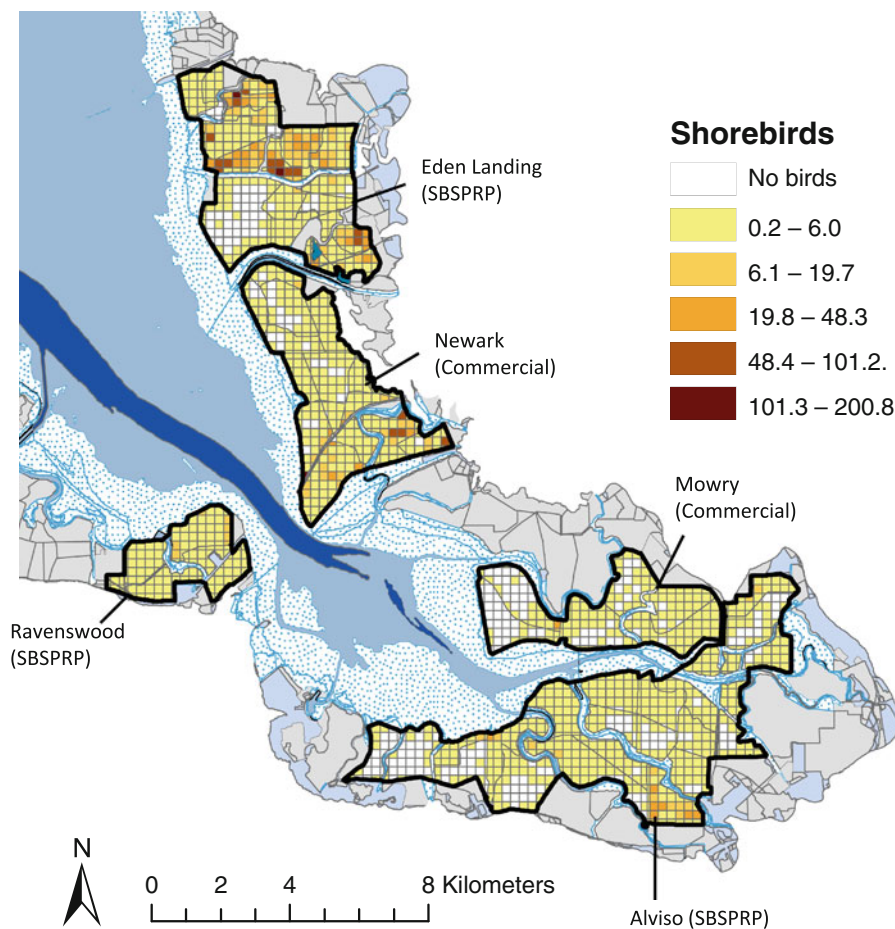 Shorebirds
No birds
0.2 – 6.0
6.1 – 19.7
19.8 – 48.3
48.4 – 101.2.
101.3 – 200.8
Eden Landing
(SBSPRP)
Newark
(Commercial)
Mowry
(Commercial)
Ravenswood
(SBSPRP)
N
0 2 4 8 Kilometers
Alviso (SBSPRP)